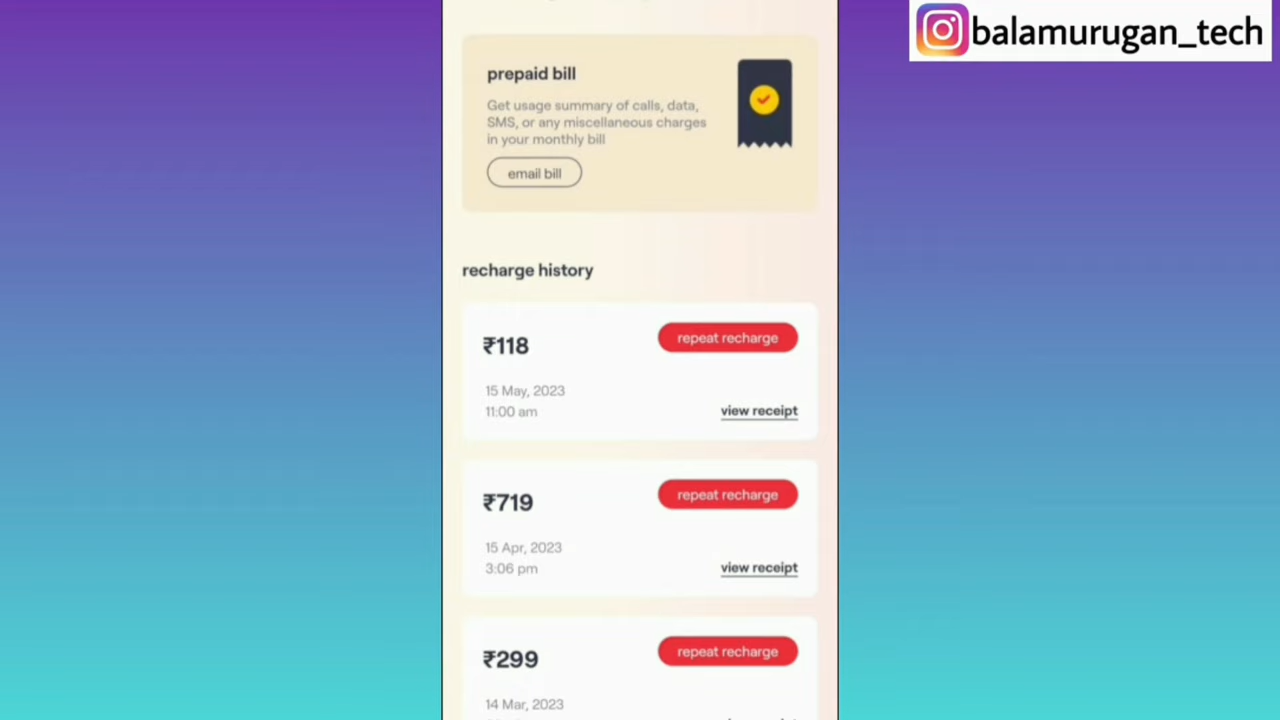 balamurugan_tech
prepaid bill
Get usage summary of calls, data,
SMS, or any miscellaneous charges
in your monthly bill
email bill
recharge history
₹118
repeat recharge
15 May, 2023
11:00 am
view receipt
₹719
repeat recharge
15 Apr, 2023
3:06 pm
view receipt
₹299
repeat recharge
14 Mar, 2023